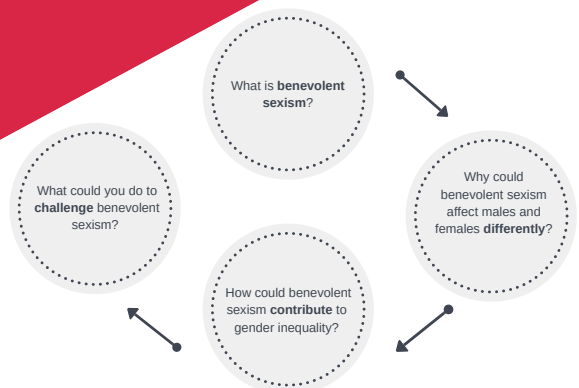 What is benevolent
sexism?
Why could
benevolent sexism
affect males and
females differently?
How could benevolent
sexism contribute to
gender inequality?
What could you do to
challenge benevolent
sexism?